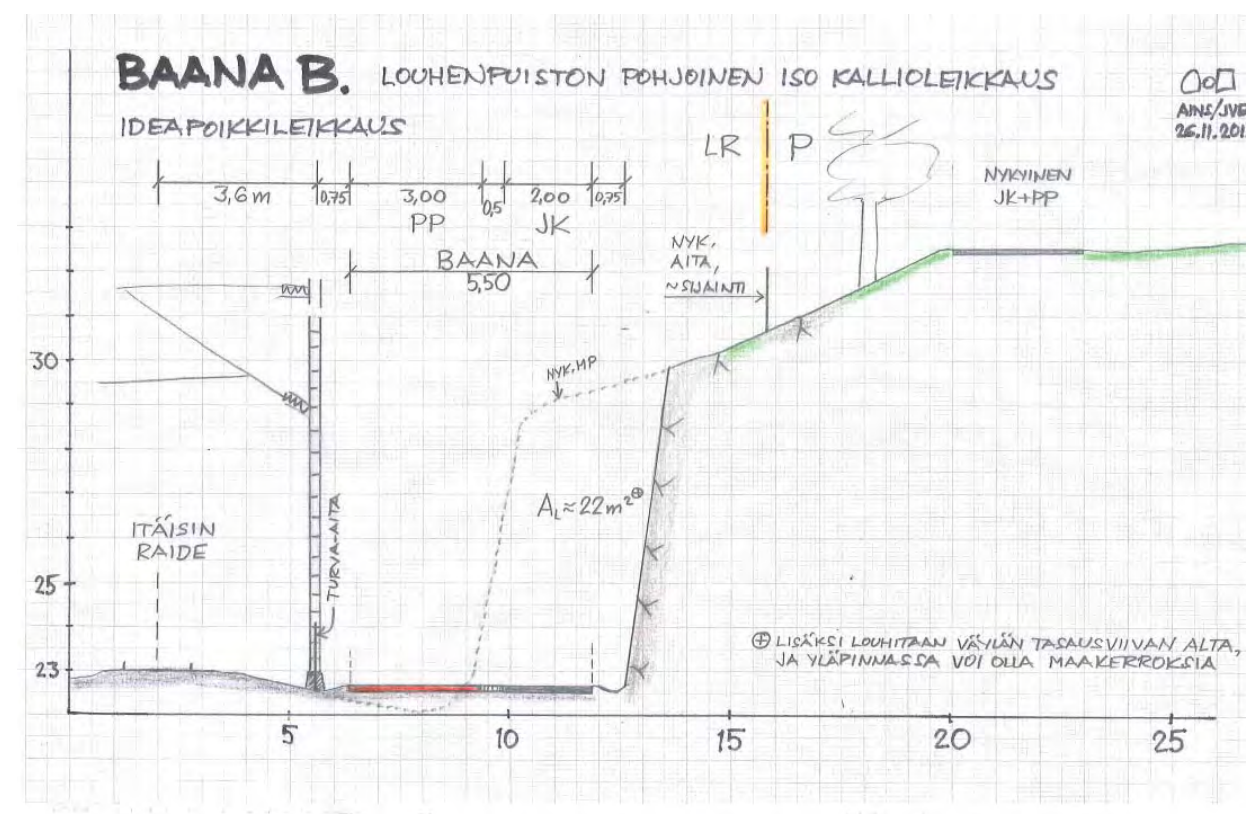 BAANA B. LOUHENPUISTON POHJOINEN ISO KALLIOLEIKKAUS
IDEAPOIKKILEIKKAUS
AINS/JVE
26.11.201
LR P
NYKYINEN
JK+PP
3,6 m 0,75 3,00 0,5 2,00 0,75
PP JK
BAANA
5,50
NYK.
AITA,
~SIJAINTI
30
NYK.MP
AL≈22m²⊕
ITÄISIN
RAIDE
TURVA-AITA
25
23
⊕ LISÄKSI LOUHITAAN VÄYLÄN TASAUSVIIVAN ALTA,
JA YLÄPINNASSA VOI OLLA MAAKERROKSIA
5 10 15 20 25